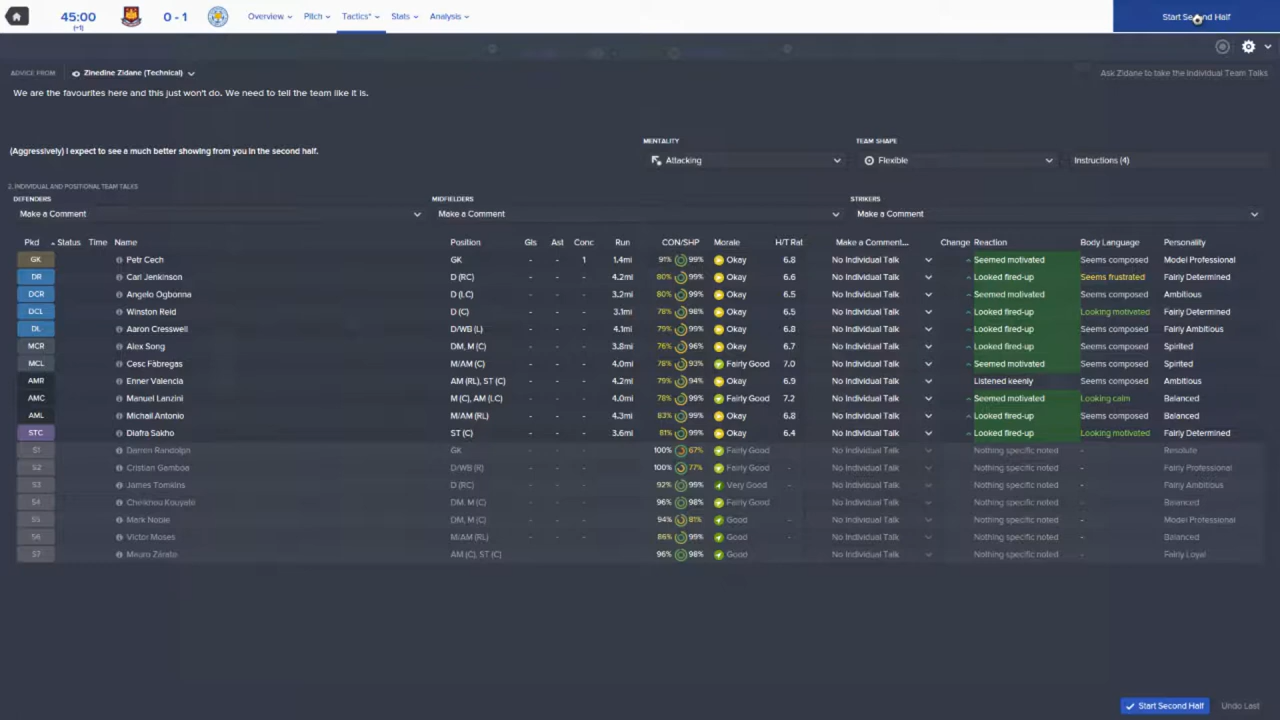 45:00
(+1)
0 - 1
Overview
Pitch
Tactics*
Stats
Analysis
Start Second Half
ADVICE FROM
Zinedine Zidane (Technical)
Ask Zidane to take the Individual Team Talks
We are the favourites here and this just won't do. We need to tell the team like it is.
MENTALITY
TEAM SHAPE
(Aggressively) I expect to see a much better showing from you in the second half.
Attacking
Flexible
Instructions (4)
2. INDIVIDUAL AND POSITIONAL TEAM TALKS
DEFENDERS
MIDFIELDERS
STRIKERS
Make a Comment
Make a Comment
Make a Comment
Pkd Status Time Name Position Gls Ast Conc Run CON/SHP Morale H/T Rat Make a Comment... Change Reaction Body Language Personality
GK Petr Cech GK - - 1 1.4mi 91% 99% Okay 6.8 No Individual Talk - Seemed motivated Seems composed Model Professional
DR Carl Jenkinson D (RC) - - - 4.2mi 80% 99% Okay 6.6 No Individual Talk - Looked fired-up Seems frustrated Fairly Determined
DCR Angelo Ogbonna D (LC) - - - 3.2mi 80% 99% Okay 6.5 No Individual Talk - Seemed motivated Seems composed Ambitious
DCL Winston Reid D (C) - - - 3.1mi 78% 98% Okay 6.5 No Individual Talk - Looked fired-up Looking motivated Fairly Determined
DL Aaron Cresswell D/WB (L) - - - 4.1mi 79% 99% Okay 6.8 No Individual Talk - Looked fired-up Seems composed Fairly Ambitious
MCR Alex Song DM, M (C) - - - 3.8mi 76% 96% Okay 6.7 No Individual Talk - Looked fired-up Seems composed Spirited
MCL Cesc Fàbregas M/AM (C) - - - 4.0mi 78% 93% Fairly Good 7.0 No Individual Talk - Seemed motivated Seems composed Spirited
AMR Enner Valencia AM (RL), ST (C) - - - 4.2mi 79% 94% Okay 6.9 No Individual Talk Listened keenly Seems composed Ambitious
AMC Manuel Lanzini M (C), AM (LC) - - - 4.0mi 78% 99% Fairly Good 7.2 No Individual Talk - Seemed motivated Looking calm Balanced
AML Michail Antonio M/AM (RL) - - - 4.3mi 83% 99% Okay 6.8 No Individual Talk - Looked fired-up Seems composed Balanced
STC Diafra Sakho ST (C) - - - 3.6mi 81% 99% Okay 6.4 No Individual Talk - Looked fired-up Looking motivated Fairly Determined
S1 Darren Randolph GK 100% 67% Fairly Good - No Individual Talk Nothing specific noted - Resolute
S2 Cristian Gamboa D/WB (R) 100% 77% Fairly Good - No Individual Talk Nothing specific noted - Fairly Professional
S3 James Tomkins D (RC) 92% 99% Very Good - No Individual Talk Nothing specific noted - Fairly Ambitious
S4 Cheikhou Kouyaté DM, M (C) 96% 98% Fairly Good - No Individual Talk Nothing specific noted - Balanced
S5 Mark Noble DM, M (C) 94% 81% Good - No Individual Talk Nothing specific noted - Model Professional
S6 Victor Moses M/AM (RL) 86% 99% Good - No Individual Talk Nothing specific noted - Balanced
S7 Mauro Zárate AM (C), ST (C) 96% 98% Good - No Individual Talk Nothing specific noted - Fairly Loyal
Start Second Half
Undo Last